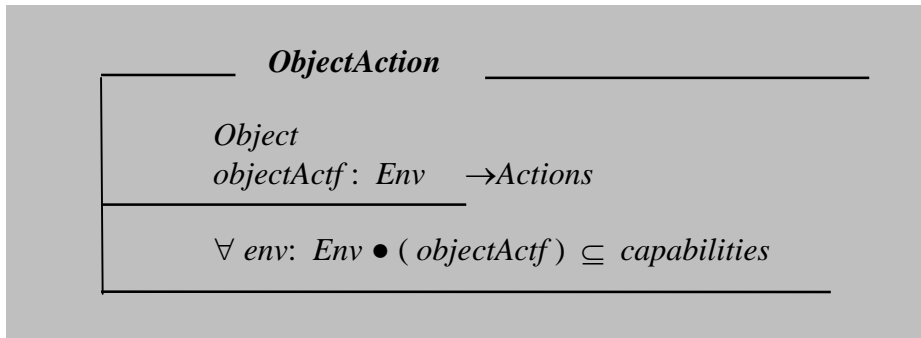 ObjectAction
Object
objectActf : Env →Actions
∀ env: Env ● ( objectActf ) ⊆ capabilities